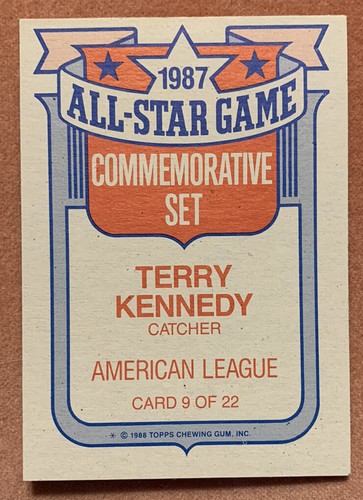 1987
ALL-STAR GAME
COMMEMORATIVE
SET
TERRY
KENNEDY
CATCHER
AMERICAN LEAGUE
CARD 9 OF 22
* © 1988 TOPPS CHEWING GUM, INC.